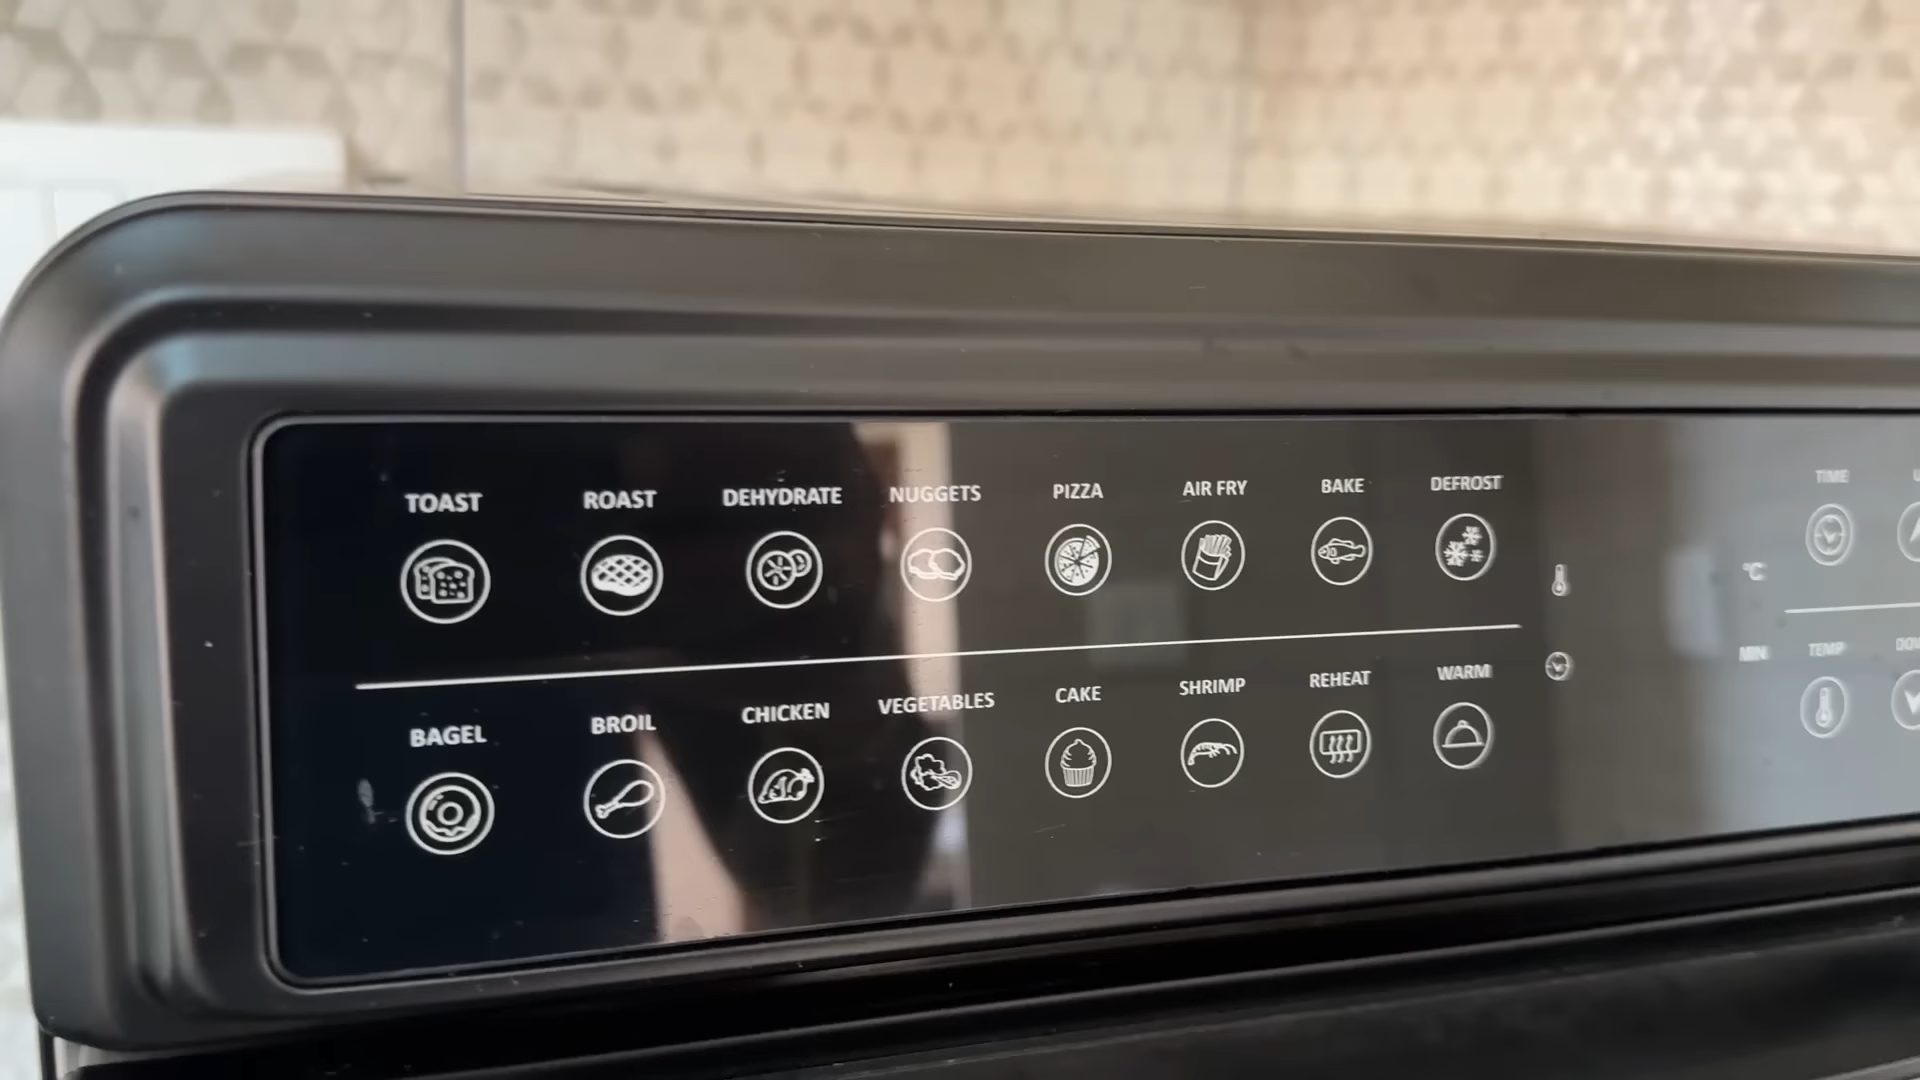 TOAST ROAST DEHYDRATE NUGGETS PIZZA AIR FRY BAKE DEFROST TIME
°C
BAGEL BROIL CHICKEN VEGETABLES CAKE SHRIMP REHEAT WARM MIN TEMP